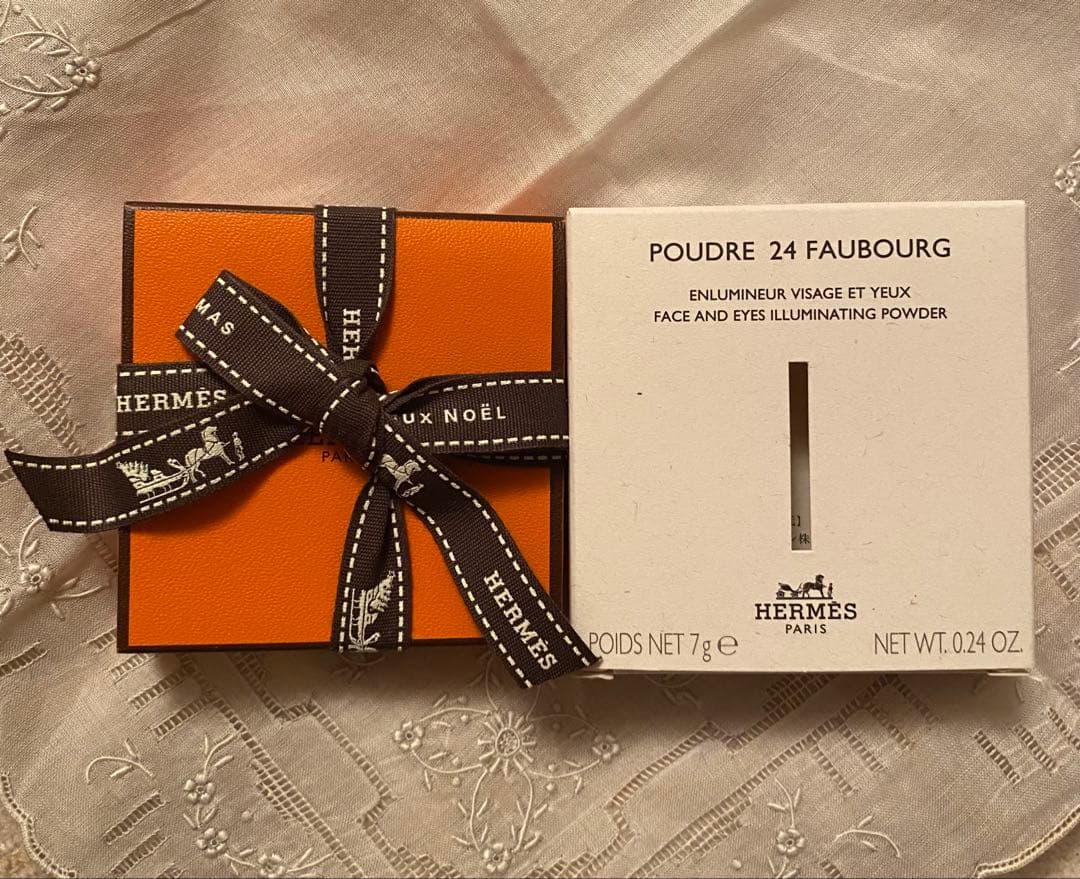 MAS
HERMÈS
UX NOËL
HERMÈS
POUDRE 24 FAUBOURG
ENLUMINEUR VISAGE ET YEUX
FACE AND EYES ILLUMINATING POWDER
株
HERMÈS
PARIS
POIDS NET 7g ℮
NET WT. 0.24 OZ.